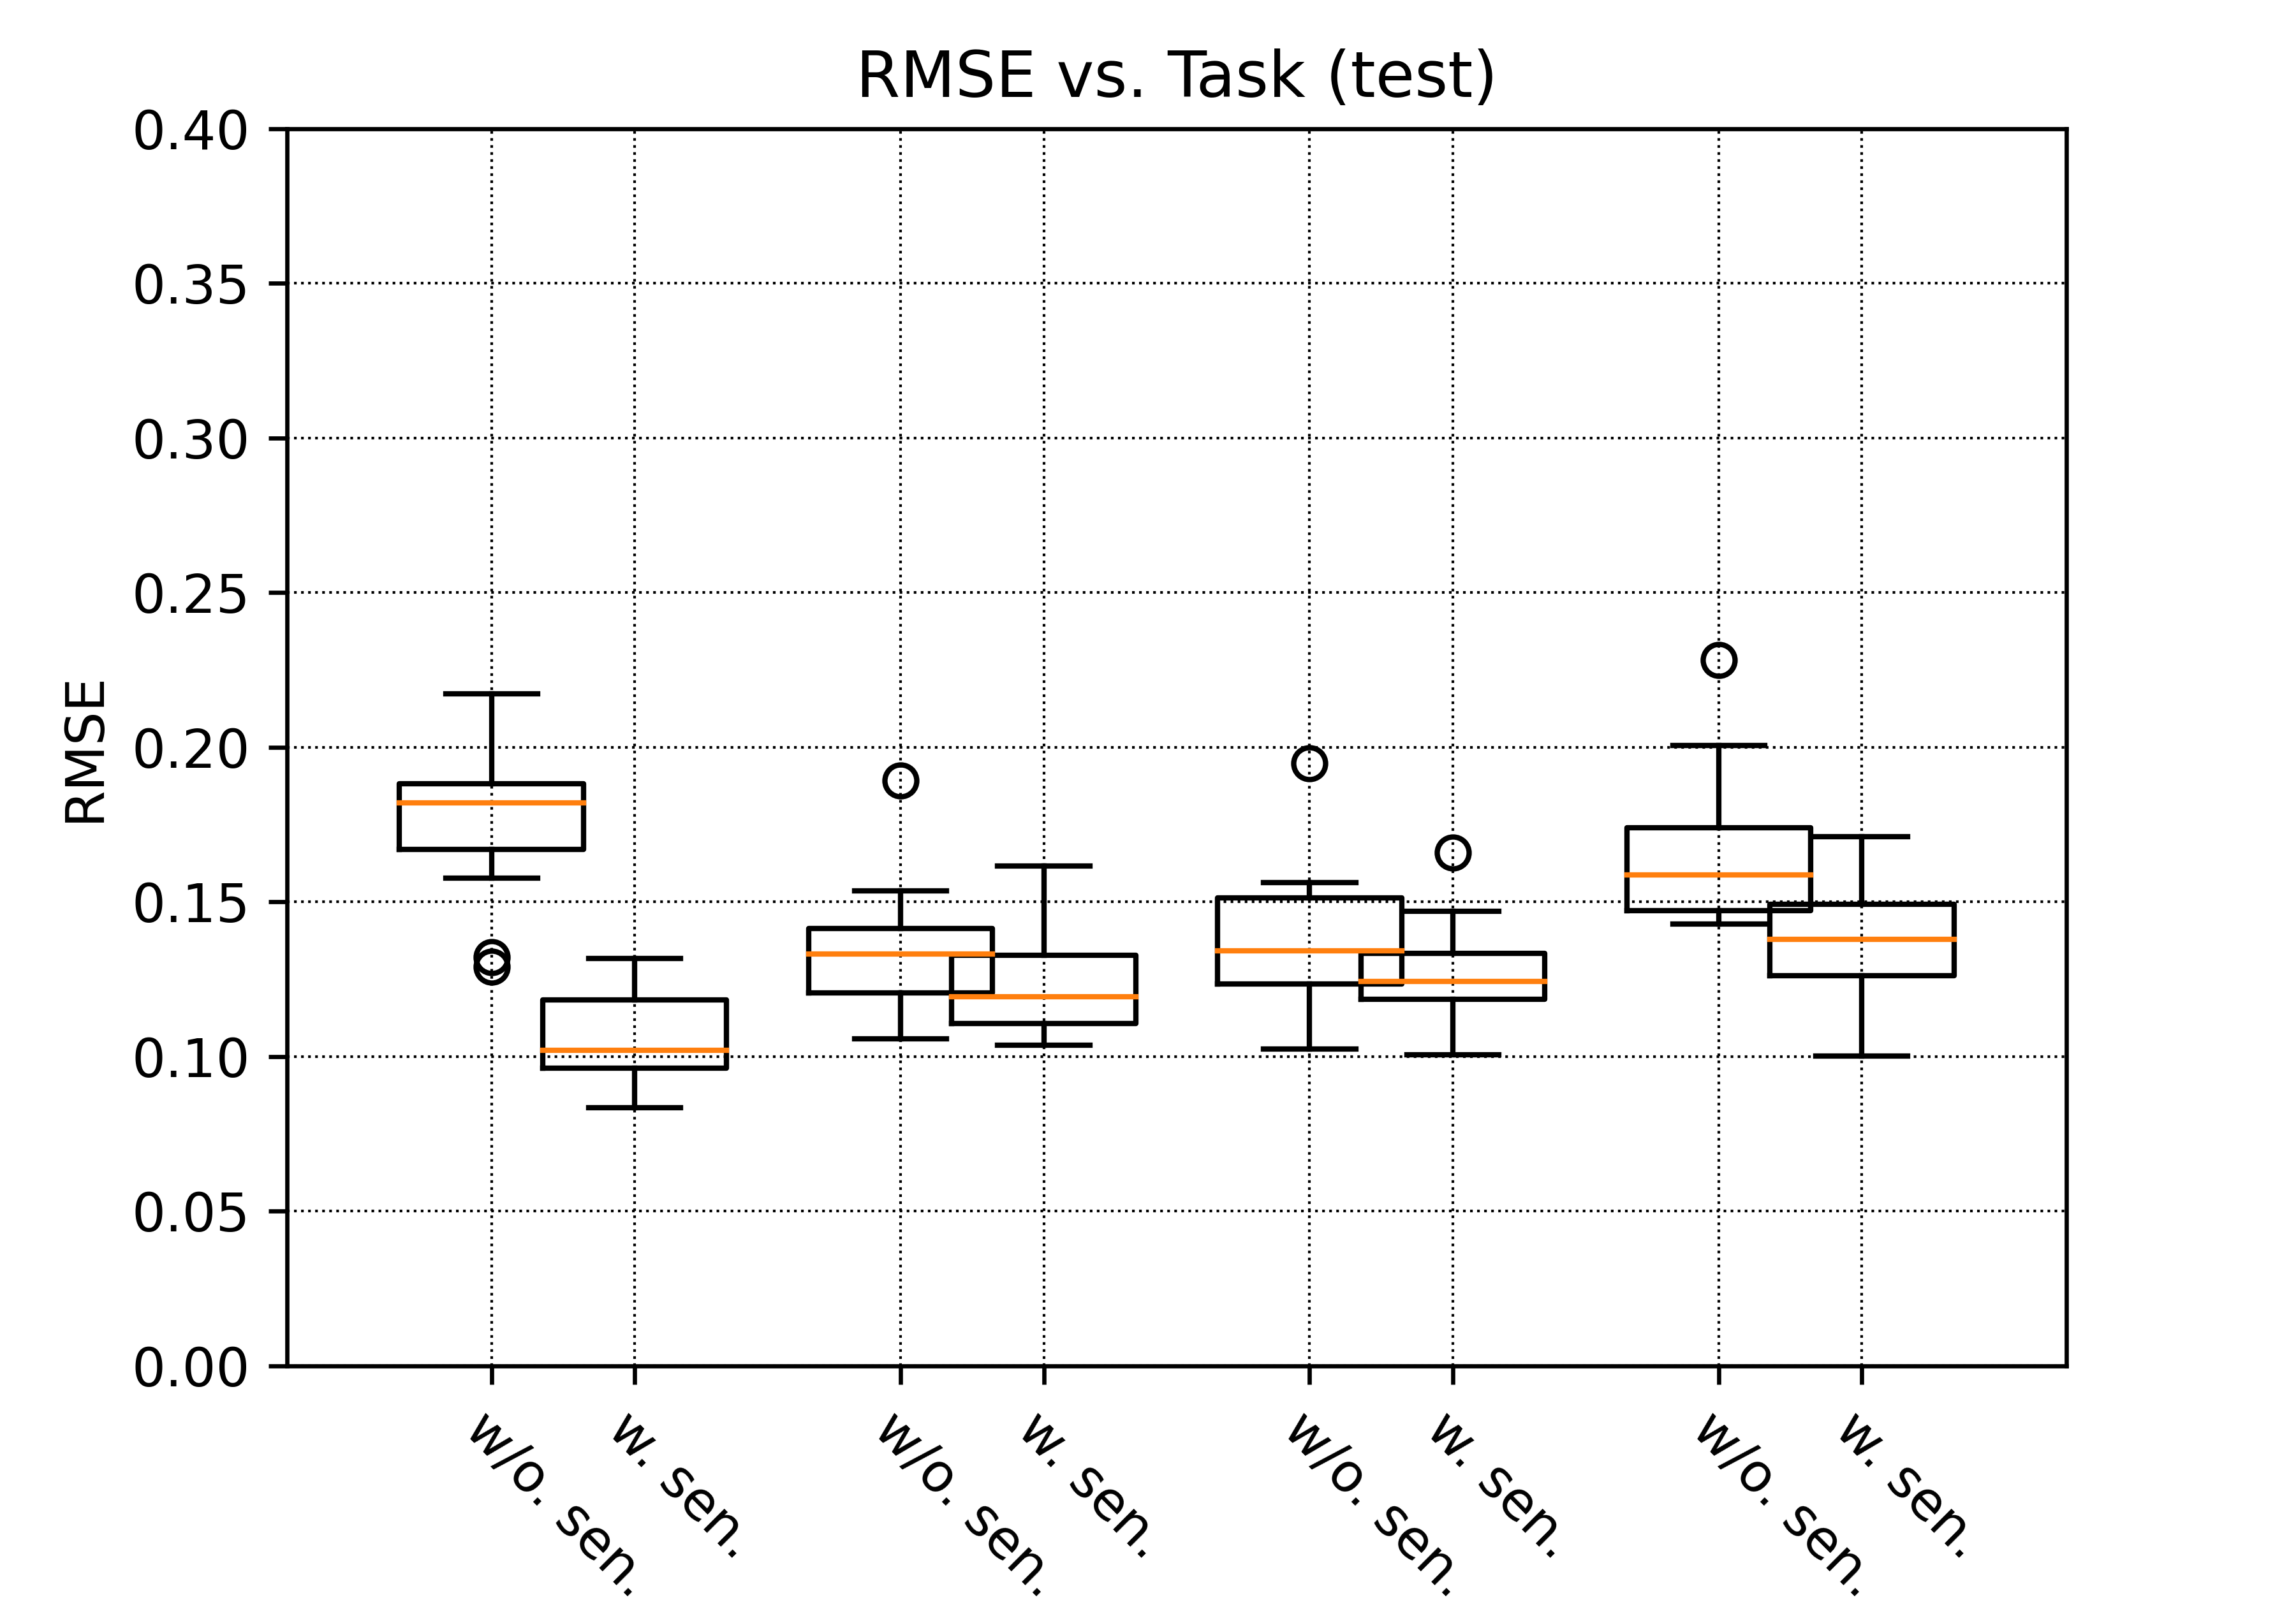 RMSE vs. Task (test)
0.40
0.35
0.30
0.25
0.20
0.15
0.10
0.05
0.00
RMSE
w/o. sen.
w. sen.
w/o. sen.
w. sen.
w/o. sen.
w. sen.
w/o. sen.
w. sen.